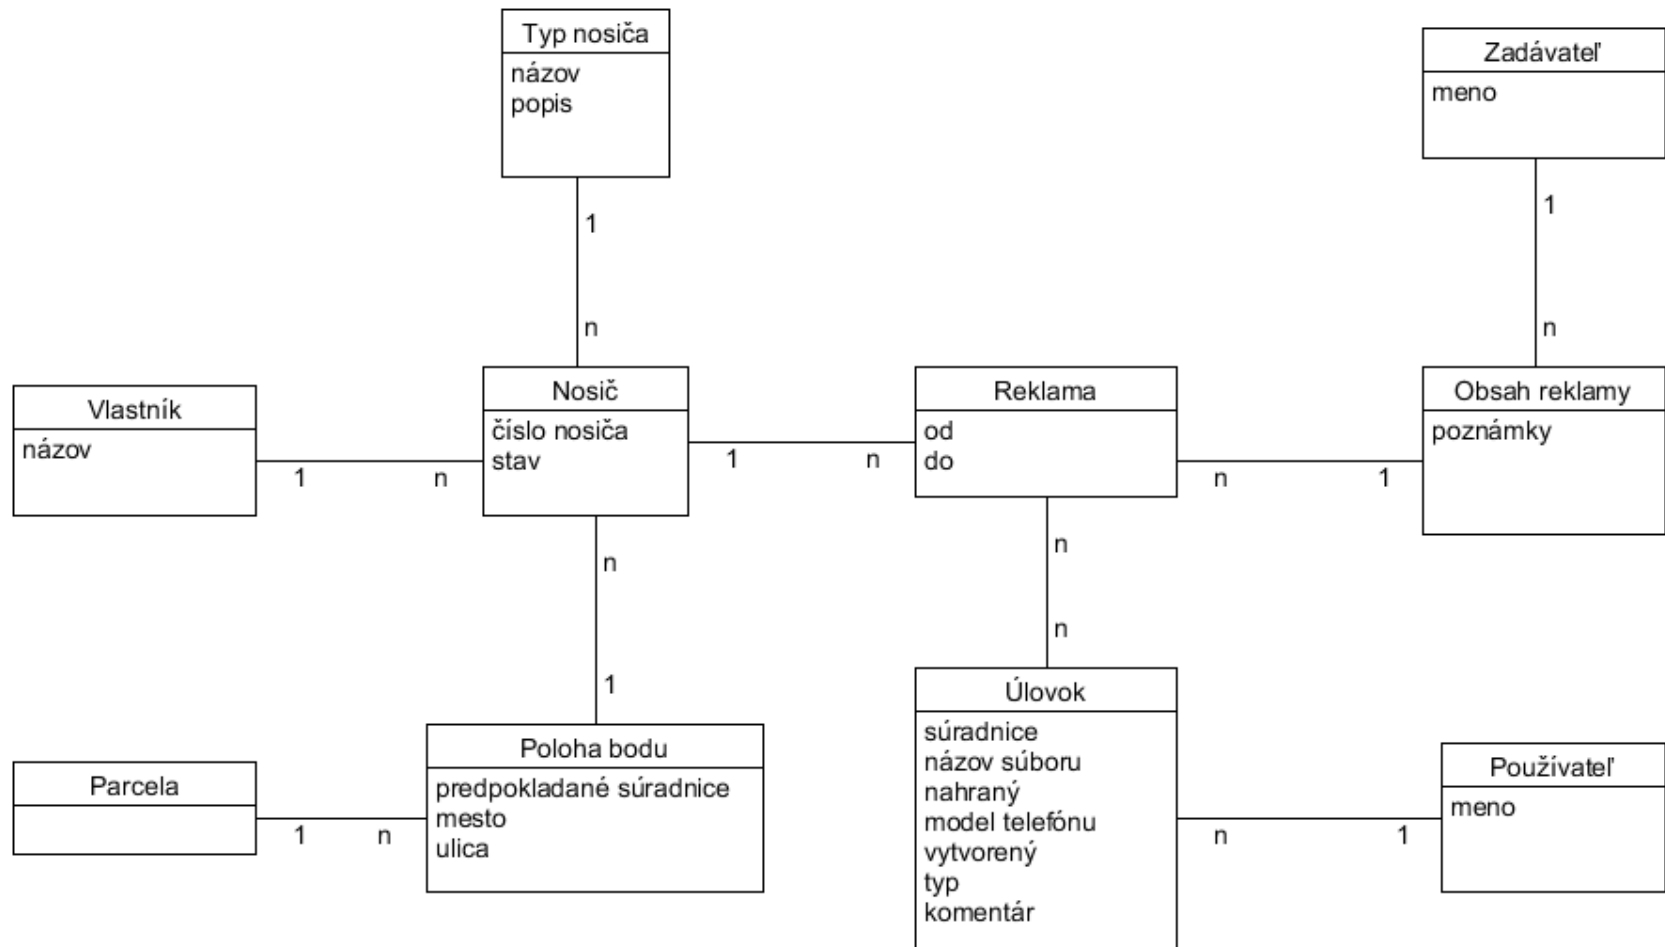 Typ nosiča
názov
popis
Zadávateľ
meno
1
n
1
n
Vlastník
názov
1
n
Nosič
číslo nosiča
stav
1
n
Reklama
od
do
n
1
Obsah reklamy
poznámky
n
1
n
n
Parcela
1
n
Poloha bodu
predpokladané súradnice
mesto
ulica
Úlovok
súradnice
názov súboru
nahraný
model telefónu
vytvorený
typ
komentár
n
1
Používateľ
meno